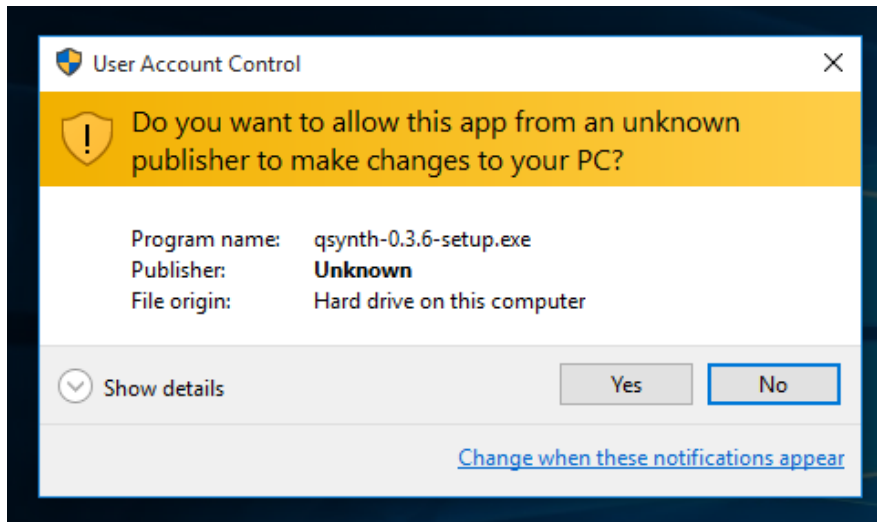 User Account Control
Do you want to allow this app from an unknown
publisher to make changes to your PC?
Program name: qsynth-0.3.6-setup.exe
Publisher: Unknown
File origin: Hard drive on this computer
Show details
Yes
No
Change when these notifications appear